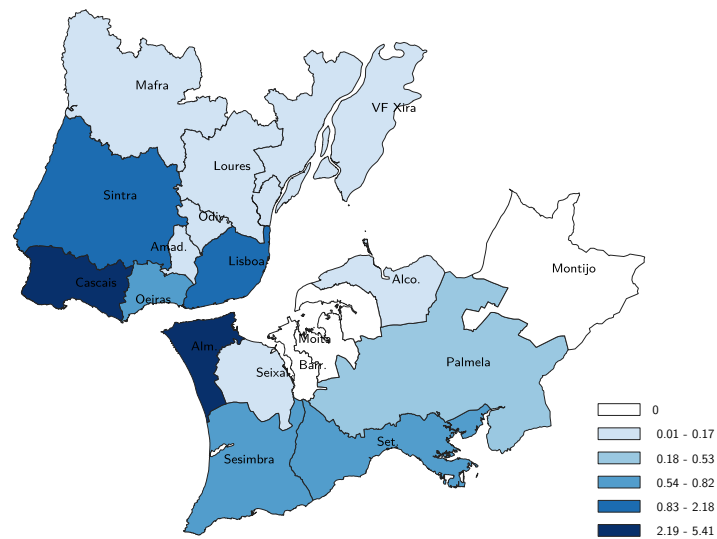 Mafra
VF Xira
Loures
Sintra
Odiv.
Amad.
Lisboa
Montijo
Cascais
Alco.
Oeiras
Moita
Alm.
Barr.
Palmela
Seixal
Set.
Sesimbra
0
0.01 - 0.17
0.18 - 0.53
0.54 - 0.82
0.83 - 2.18
2.19 - 5.41